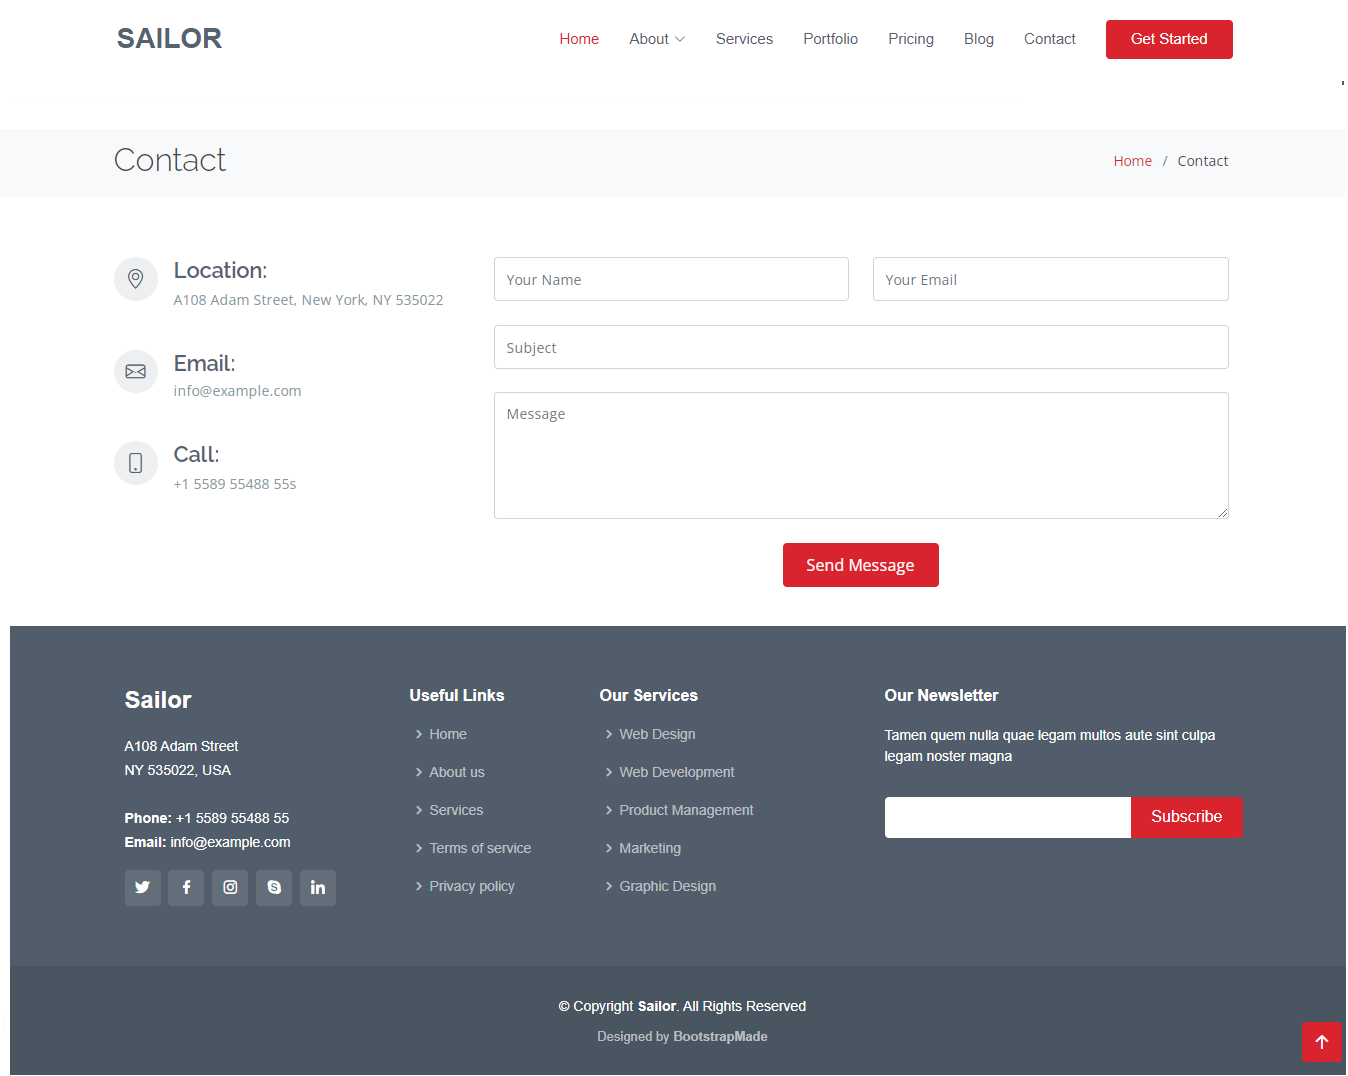 SAILOR
Home About Services Portfolio Pricing Blog Contact Get Started
Contact
Home / Contact
Location:
A108 Adam Street, New York, NY 535022
Email:
info@example.com
Call:
+1 5589 55488 55s
Your Name
Your Email
Subject
Message
Send Message
Sailor
A108 Adam Street
NY 535022, USA
Phone: +1 5589 55488 55
Email: info@example.com
Useful Links
Home
About us
Services
Terms of service
Privacy policy
Our Services
Web Design
Web Development
Product Management
Marketing
Graphic Design
Our Newsletter
Tamen quem nulla quae legam multos aute sint culpa
legam noster magna
Subscribe
© Copyright Sailor. All Rights Reserved
Designed by BootstrapMade